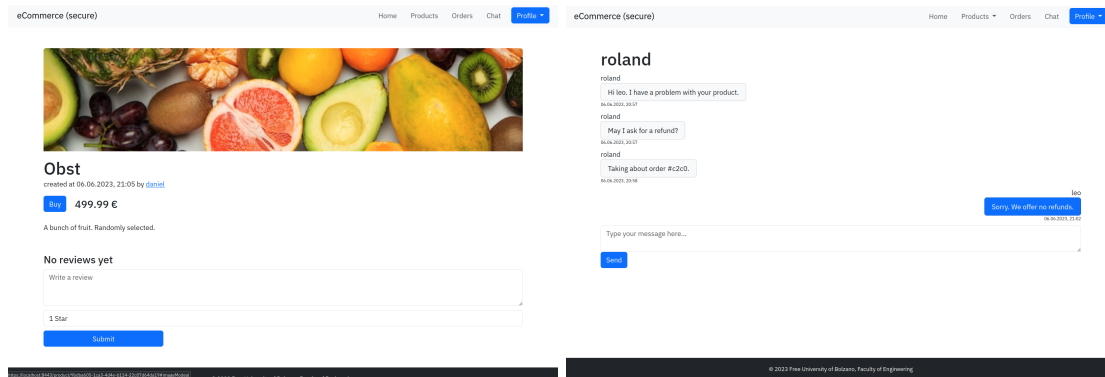 eCommerce (secure)
Home Products Orders Chat Profile
Obst
created at 06.06.2023, 21:05 by daniel
Buy 499.99 €
A bunch of fruit. Randomly selected.
No reviews yet
Write a review
1 Star
Submit
eCommerce (secure)
Home Products Orders Chat Profile
roland
roland
Hi leo. I have a problem with your product.
06.06.2023, 20:57
roland
May I ask for a refund?
06.06.2023, 20:57
roland
Taking about order #c2c0.
06.06.2023, 20:58
leo
Sorry. We offer no refunds.
06.06.2023, 21:02
Type your message here...
Send
© 2023 Free University of Bolzano, Faculty of Engineering